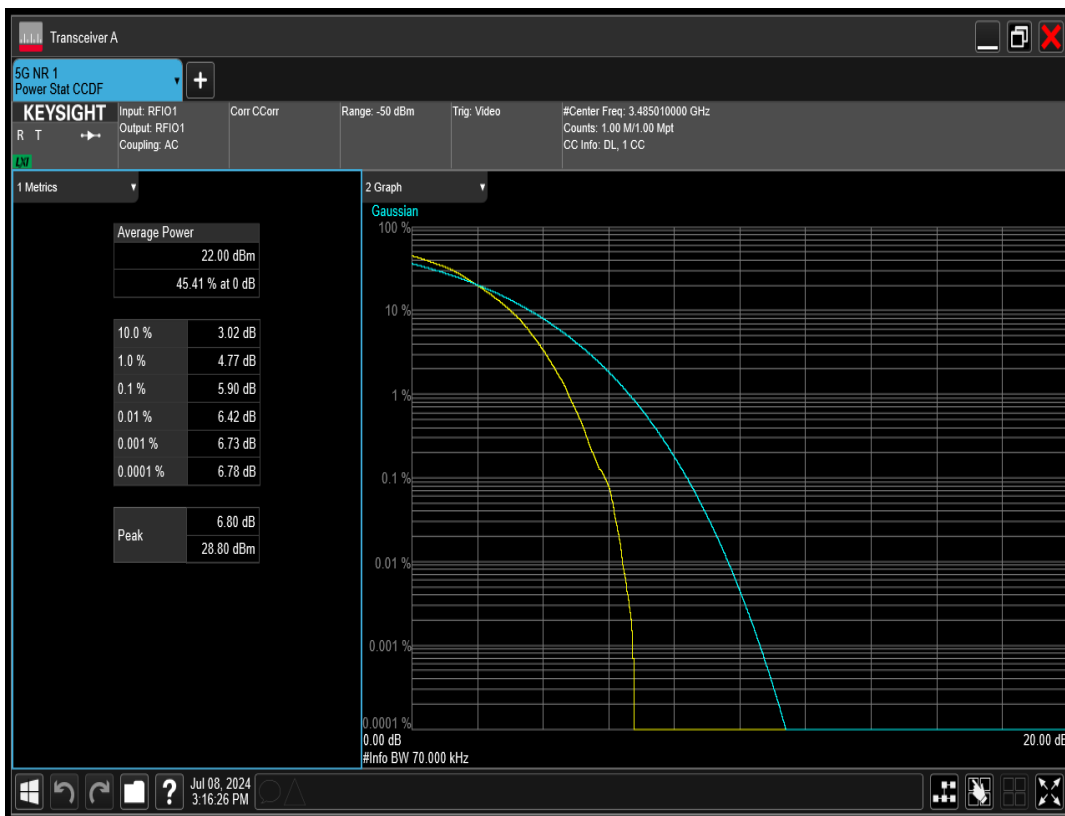 Transceiver A
5G NR 1
Power Stat CCDF
+
KEYSIGHT
R T
LXI
Input: RFIO1
Output: RFIO1
Coupling: AC
Corr CCorr
Range: -50 dBm
Trig: Video
#Center Freq: 3.485010000 GHz
Counts: 1.00 M/1.00 Mpt
CC Info: DL, 1 CC
1 Metrics
Average Power
22.00 dBm
45.41 % at 0 dB
10.0 % 3.02 dB
1.0 % 4.77 dB
0.1 % 5.90 dB
0.01 % 6.42 dB
0.001 % 6.73 dB
0.0001 % 6.78 dB
Peak 6.80 dB
28.80 dBm
2 Graph
Gaussian
100 %
10 %
1 %
0.1 %
0.01 %
0.001 %
0.0001 %
0.00 dB 20.00 dB
#Info BW 70.000 kHz
?
Jul 08, 2024
3:16:26 PM